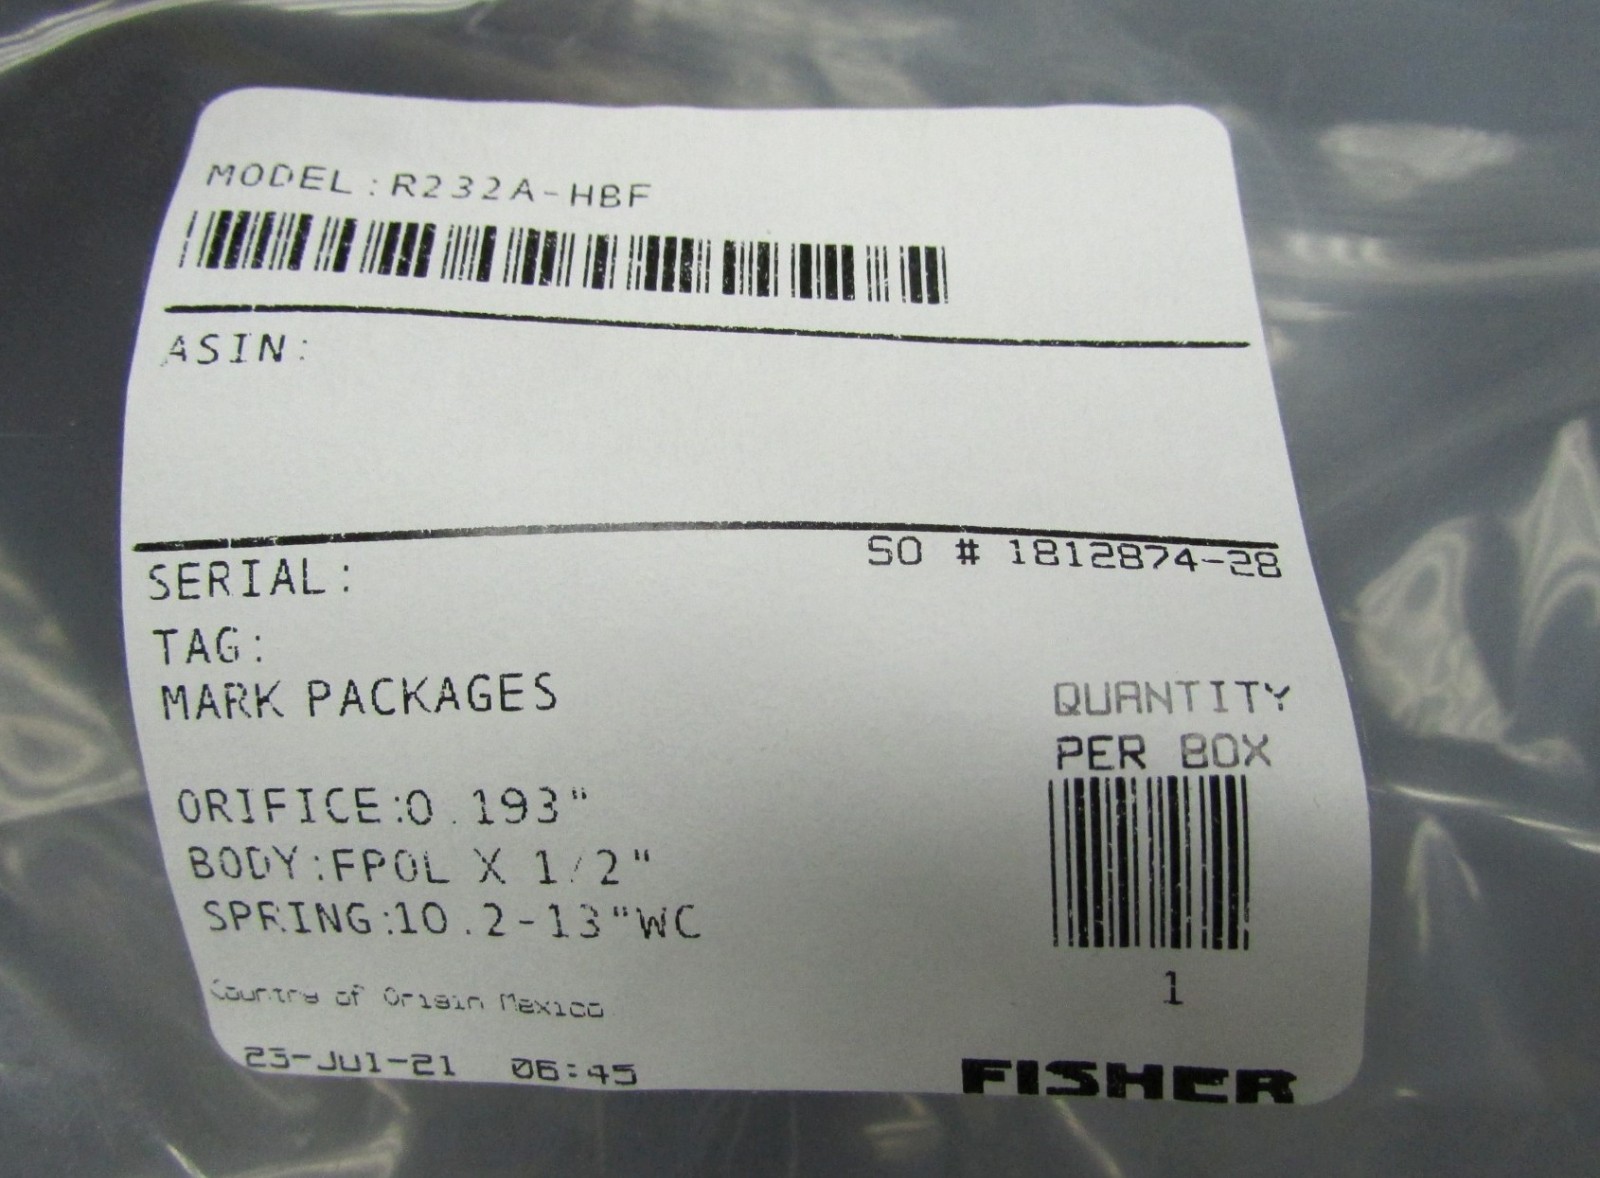 MODEL:R232A-HBF
ASIN:
SO # 1812874-28
SERIAL:
TAG:
MARK PACKAGES
QUANTITY
PER BOX
ORIFICE:0.193"
BODY:FPOL X 1/2"
SPRING:10.2-13"WC
1
Country of Origin Mexico
23-Jul-21 06:45
FISHER